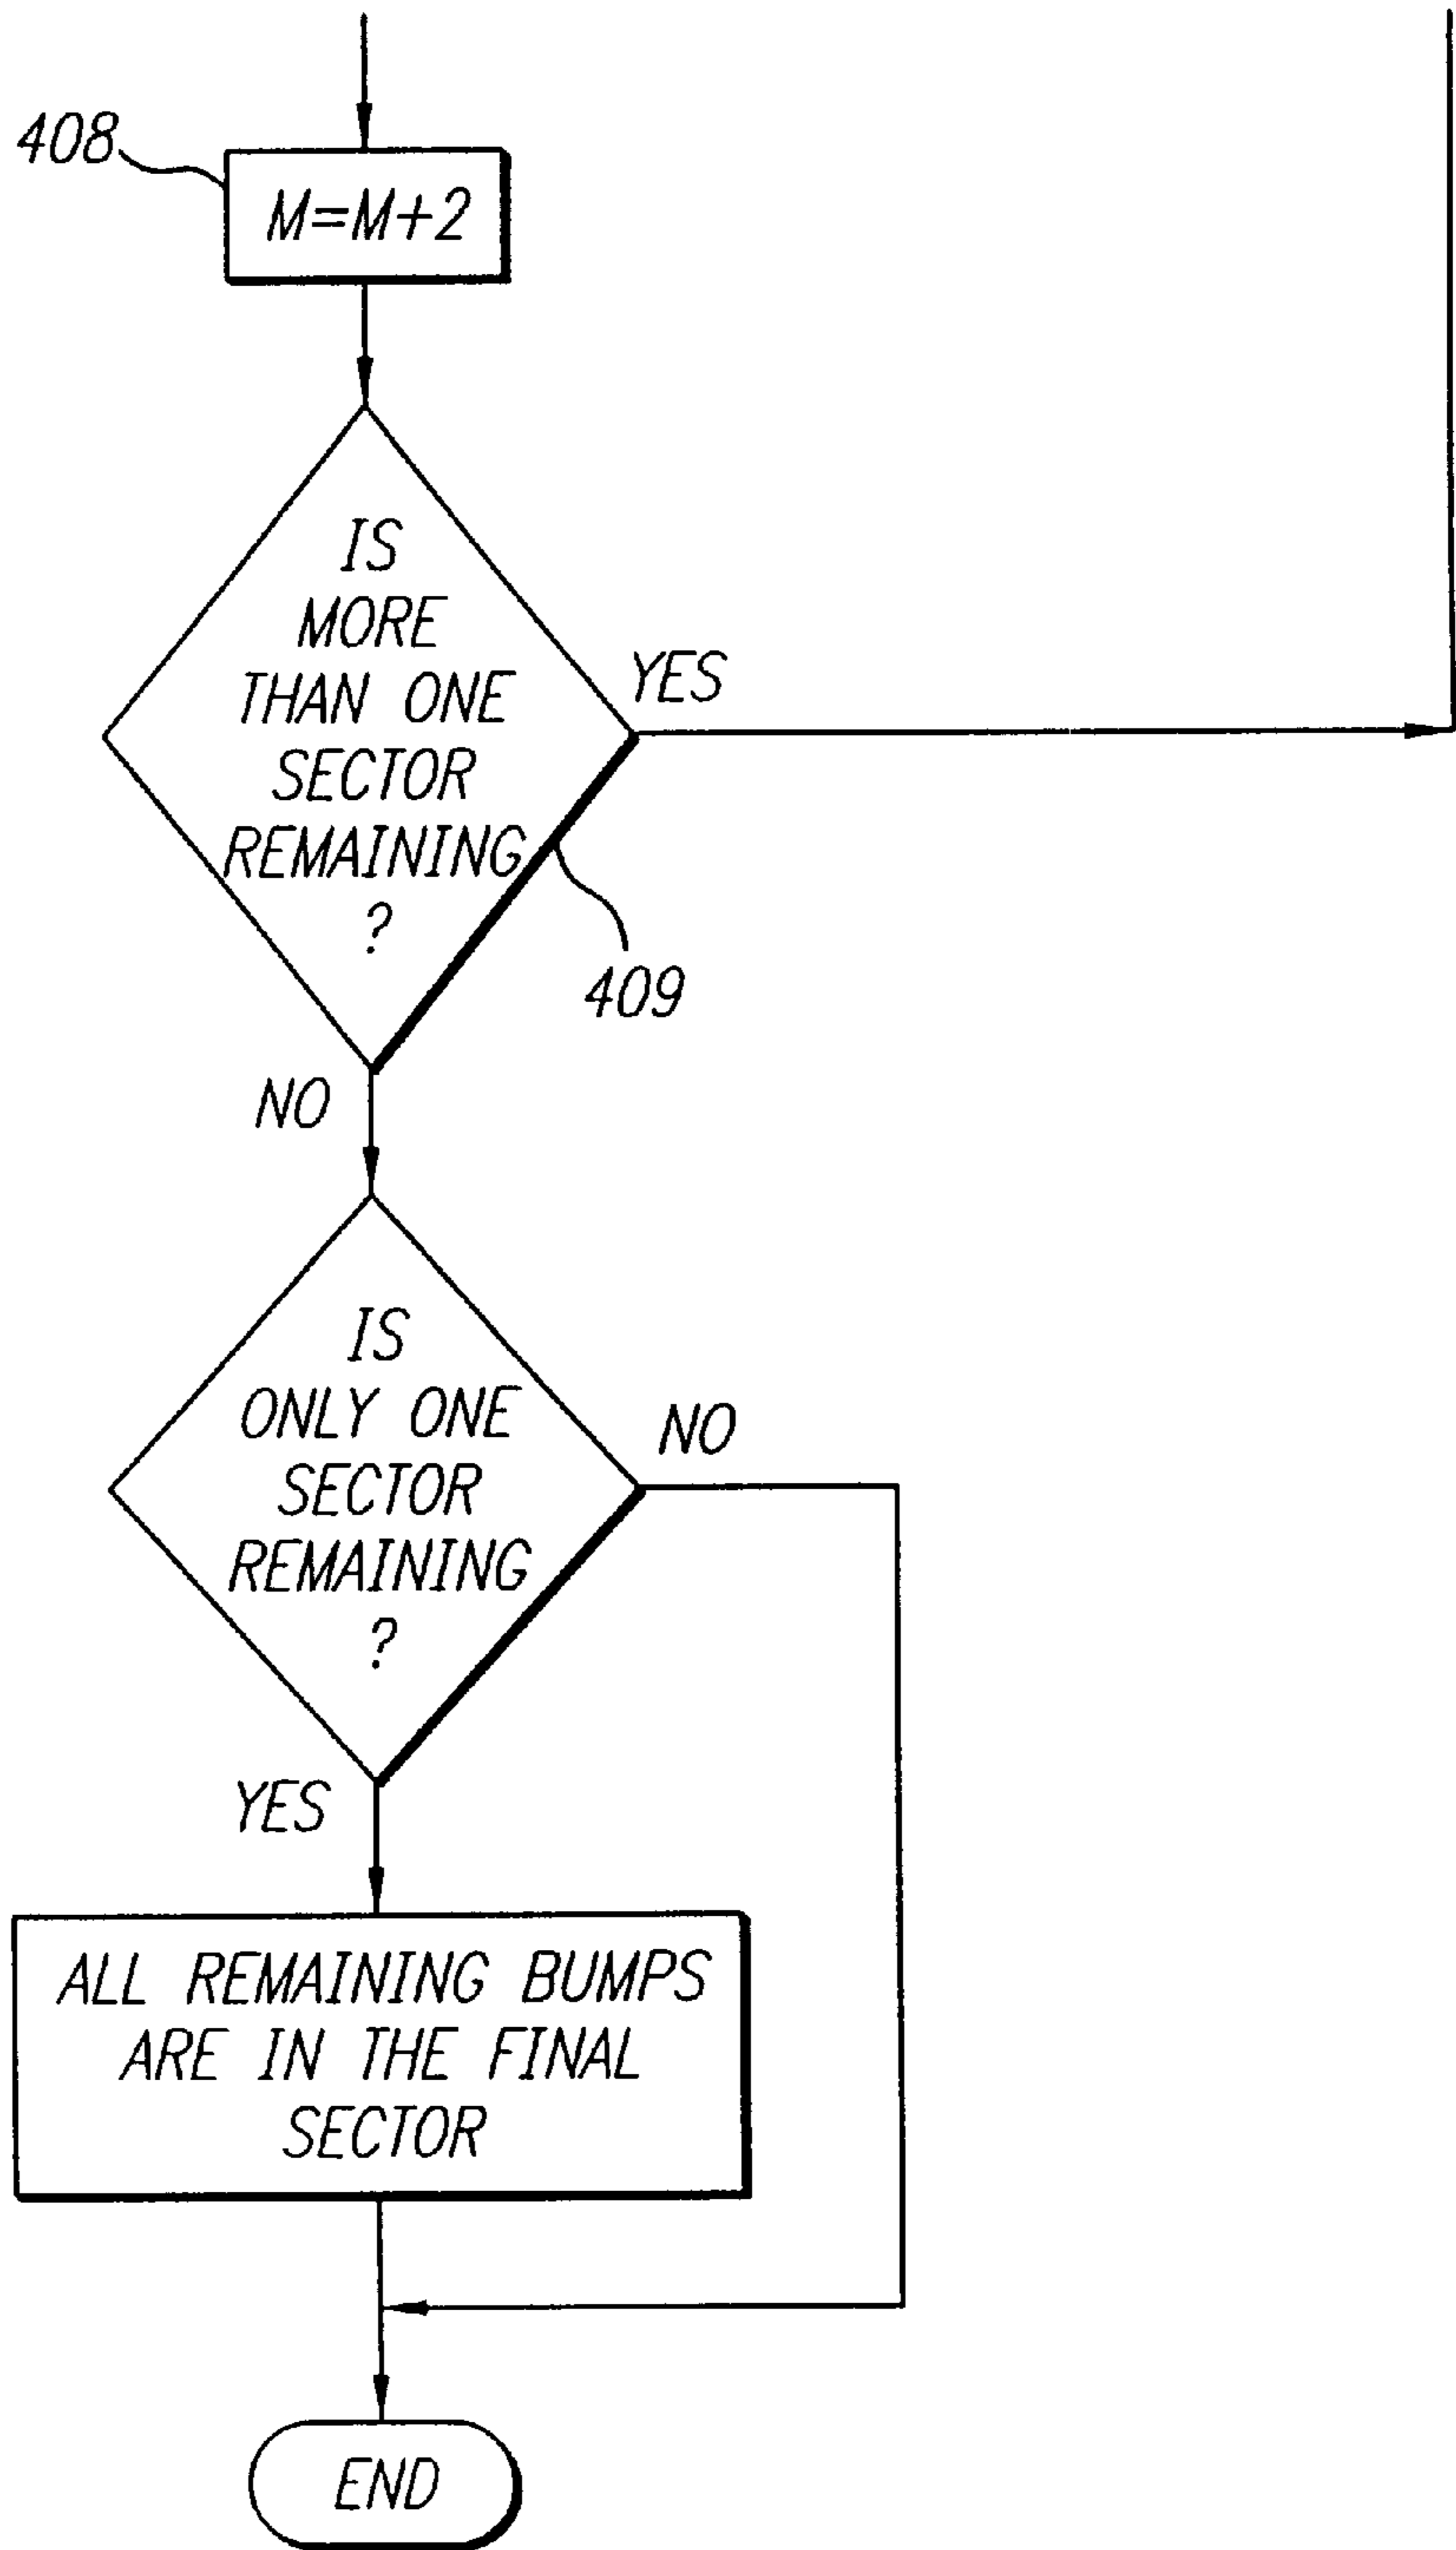 408
M=M+2
IS
MORE
THAN ONE
SECTOR
REMAINING
?
YES
409
NO
IS
ONLY ONE
SECTOR
REMAINING
?
NO
YES
ALL REMAINING BUMPS
ARE IN THE FINAL
SECTOR
END